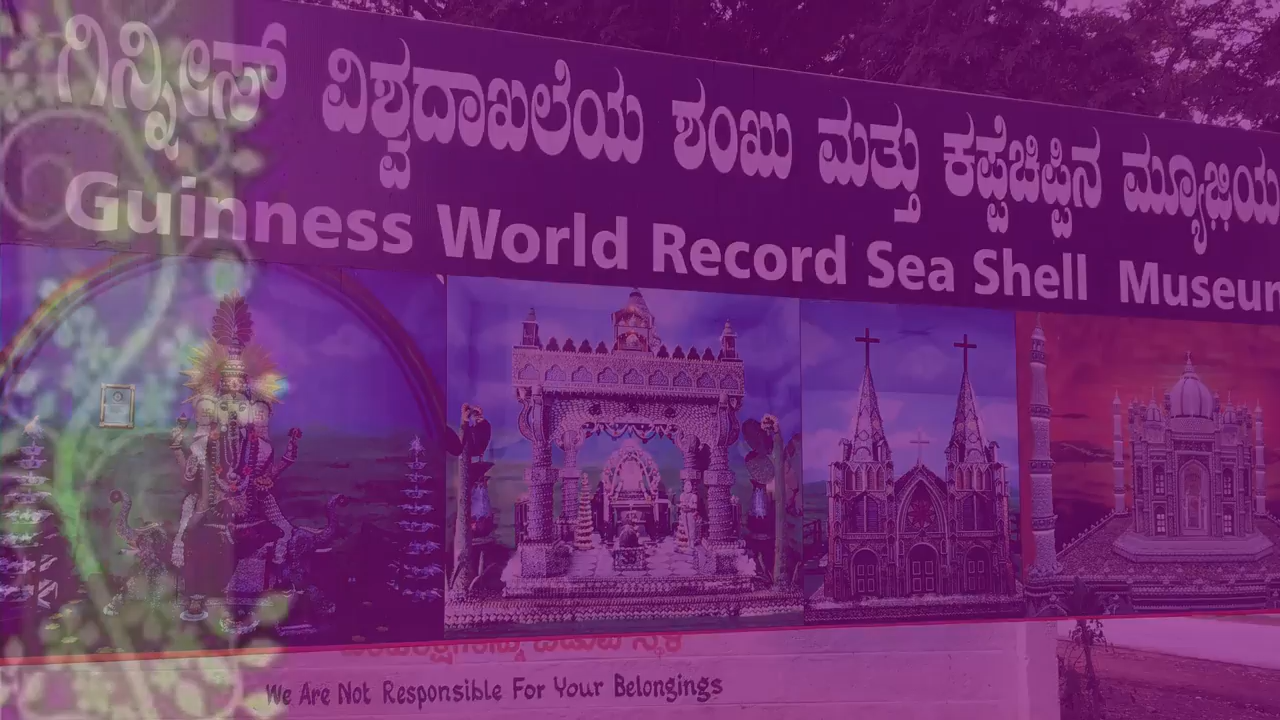 ಗಿನ್ನೀಸ್ ವಿಶ್ವದಾಖಲೆಯ ಶಂಖು ಮತ್ತು ಕಪ್ಪೆಚಿಪ್ಪಿನ ಮ್ಯೂಜ಼ಿಯ
Guinness World Record Sea Shell Museum
We Are Not Responsible For Your Belongings